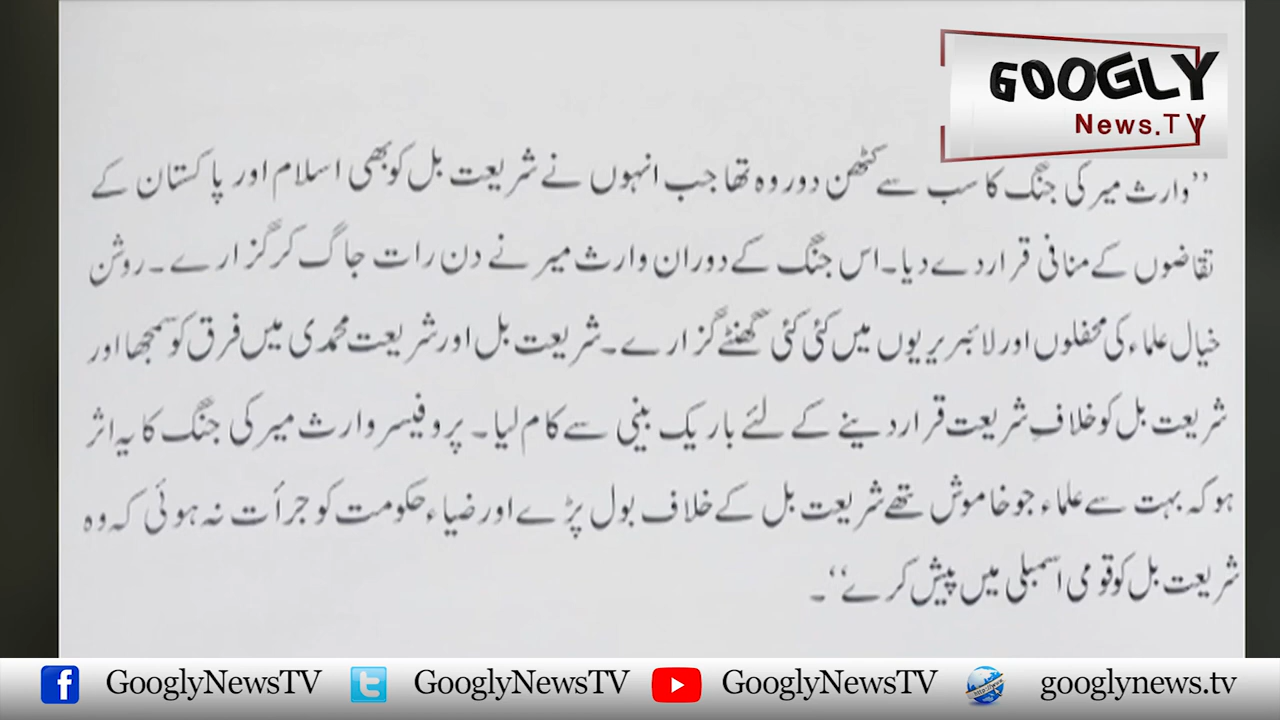 GOOGLY
News.TV
’’وارث میر کی جنگ کا سب سے کٹھن دور وہ تھا جب انہوں نے شریعت بل کو بھی اسلام اور پاکستان کے
تقاضوں کے منافی قرار دے دیا۔ اس جنگ کے دوران وارث میر نے دن رات جاگ کر گزارے۔ روشن
خیال علماء کی محفلوں اور لائبریریوں میں کئی کئی گھنٹے گزارے۔ شریعت بل اور شریعت محمدی میں فرق کو سمجھا اور
شریعت بل کو خلافِ شریعت قرار دینے کے لئے باریک بینی سے کام لیا۔ پروفیسر وارث میر کی جنگ کا یہ اثر
ہو کہ بہت سے علماء جو خاموش تھے شریعت بل کے خلاف بول پڑے اور ضیاء حکومت کو جرأت نہ ہوئی کہ وہ
شریعت بل کو قومی اسمبلی میں پیش کرے‘‘۔
GooglyNewsTV GooglyNewsTV GooglyNewsTV googlynews.tv